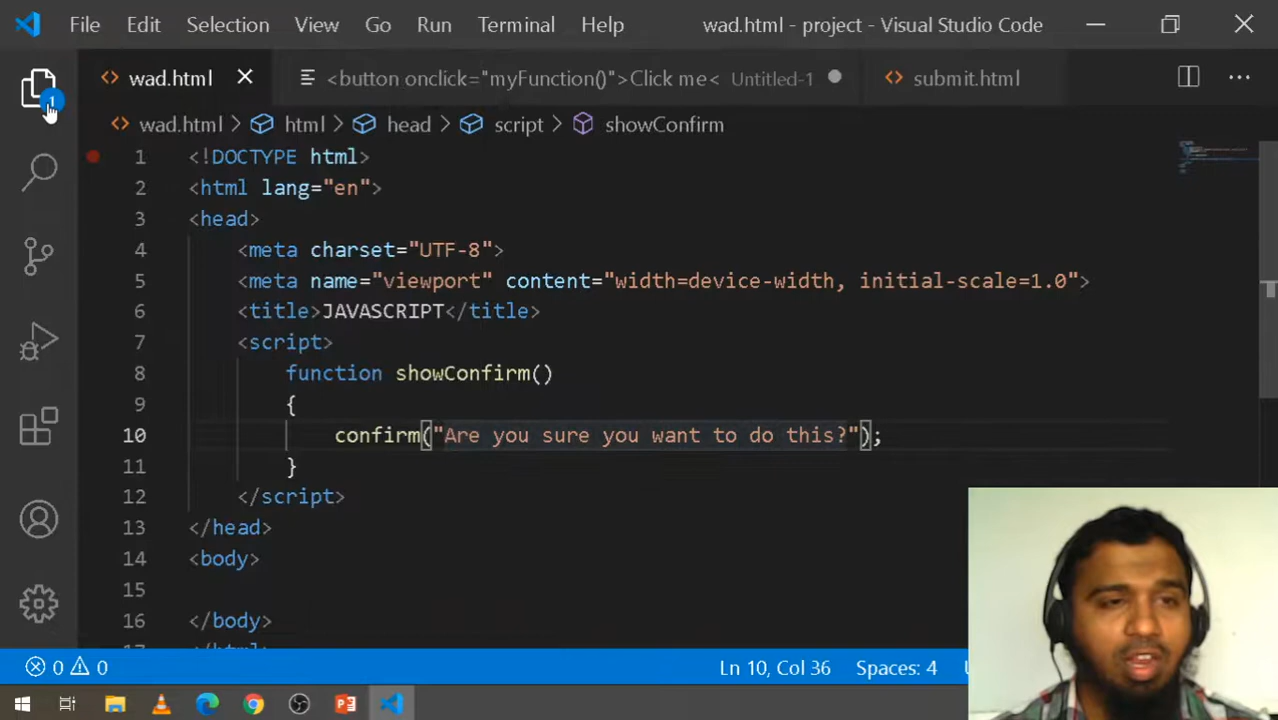 File Edit Selection View Go Run Terminal Help wad.html - project - Visual Studio Code
wad.html <button onclick="myFunction()">Click me< Untitled-1 submit.html
1
wad.html > html > head > script > showConfirm
1 <!DOCTYPE html>
2 <html lang="en">
3 <head>
4 <meta charset="UTF-8">
5 <meta name="viewport" content="width=device-width, initial-scale=1.0">
6 <title>JAVASCRIPT</title>
7 <script>
8 function showConfirm()
9 {
10 confirm("Are you sure you want to do this?");
11 }
12 </script>
13 </head>
14 <body>
15
16 </body>
17 </html>
0 0 Ln 10, Col 36 Spaces: 4